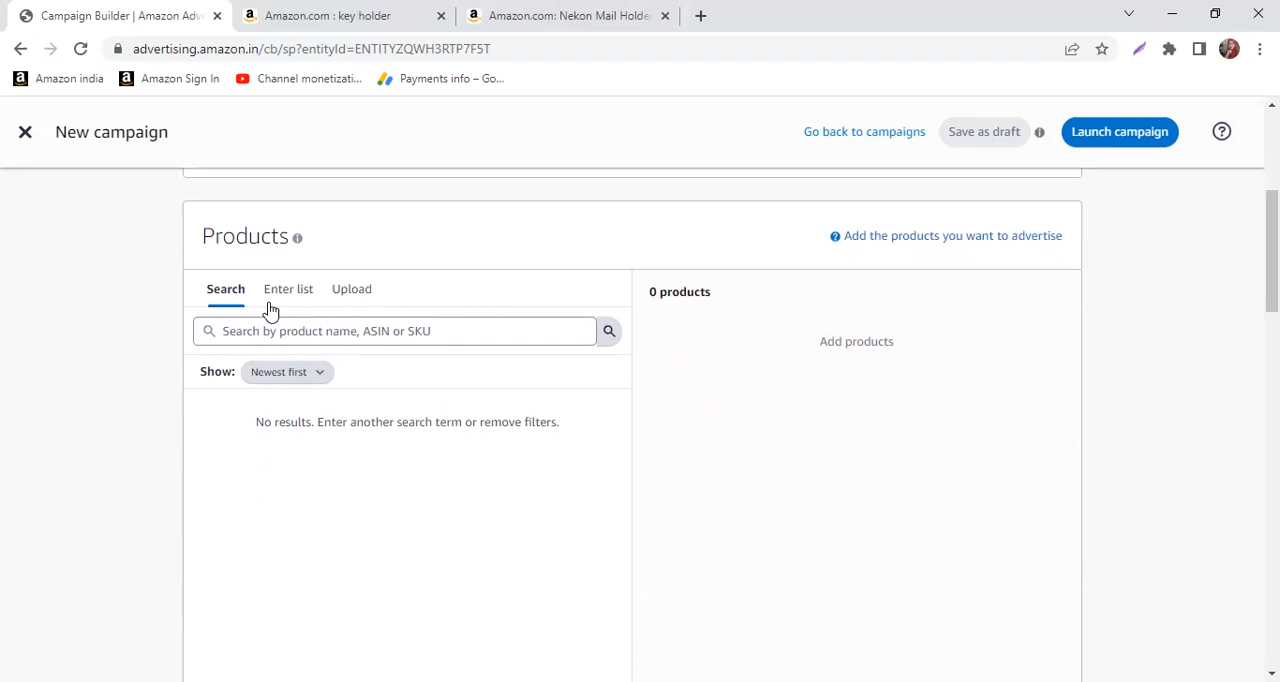 Campaign Builder | Amazon Adv
Amazon.com : key holder
Amazon.com: Nekon Mail Holde
advertising.amazon.in/cb/sp?entityId=ENTITYZQWH3RTP7F5T
Amazon india
Amazon Sign In
Channel monetizati...
Payments info – Go...
New campaign
Go back to campaigns
Save as draft
Launch campaign
Products
Add the products you want to advertise
Search
Enter list
Upload
0 products
Search by product name, ASIN or SKU
Add products
Show:
Newest first
No results. Enter another search term or remove filters.